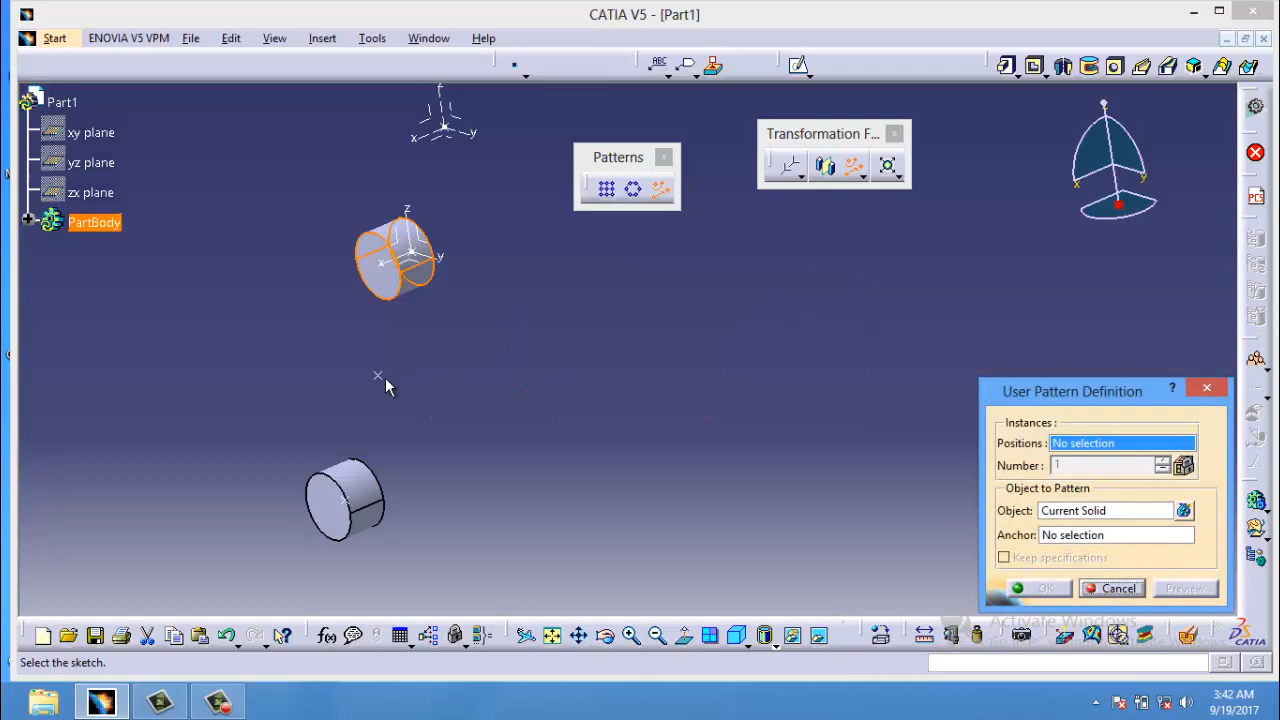 CATIA V5 - [Part1]
Start ENOVIA V5 VPM File Edit View Insert Tools Window Help
ABC
Part1
xy plane
yz plane
zx plane
PartBody
x y
z
x y
Patterns
Transformation F...
x y
PCS
User Pattern Definition ?
Instances :
Positions : No selection
Number : 1
Object to Pattern
Object: Current Solid
Anchor: No selection
Keep specifications
OK Cancel Preview
Activate Windows
f(x)
CATIA
Select the sketch.
3:42 AM
9/19/2017